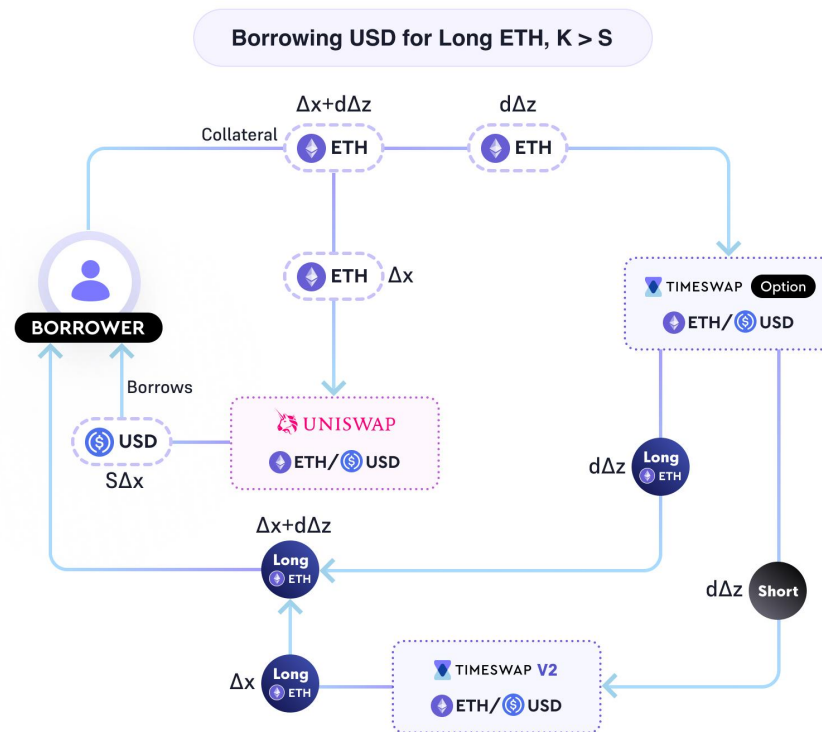 Borrowing USD for Long ETH, K > S
Δx+dΔz
dΔz
Collateral
ETH
ETH
ETH
Δx
TIMESWAP Option
ETH/USD
BORROWER
Borrows
USD
SΔx
UNISWAP
ETH/USD
dΔz
Long
ETH
Δx+dΔz
Long
ETH
dΔz
Short
Δx
Long
ETH
TIMESWAP V2
ETH/USD